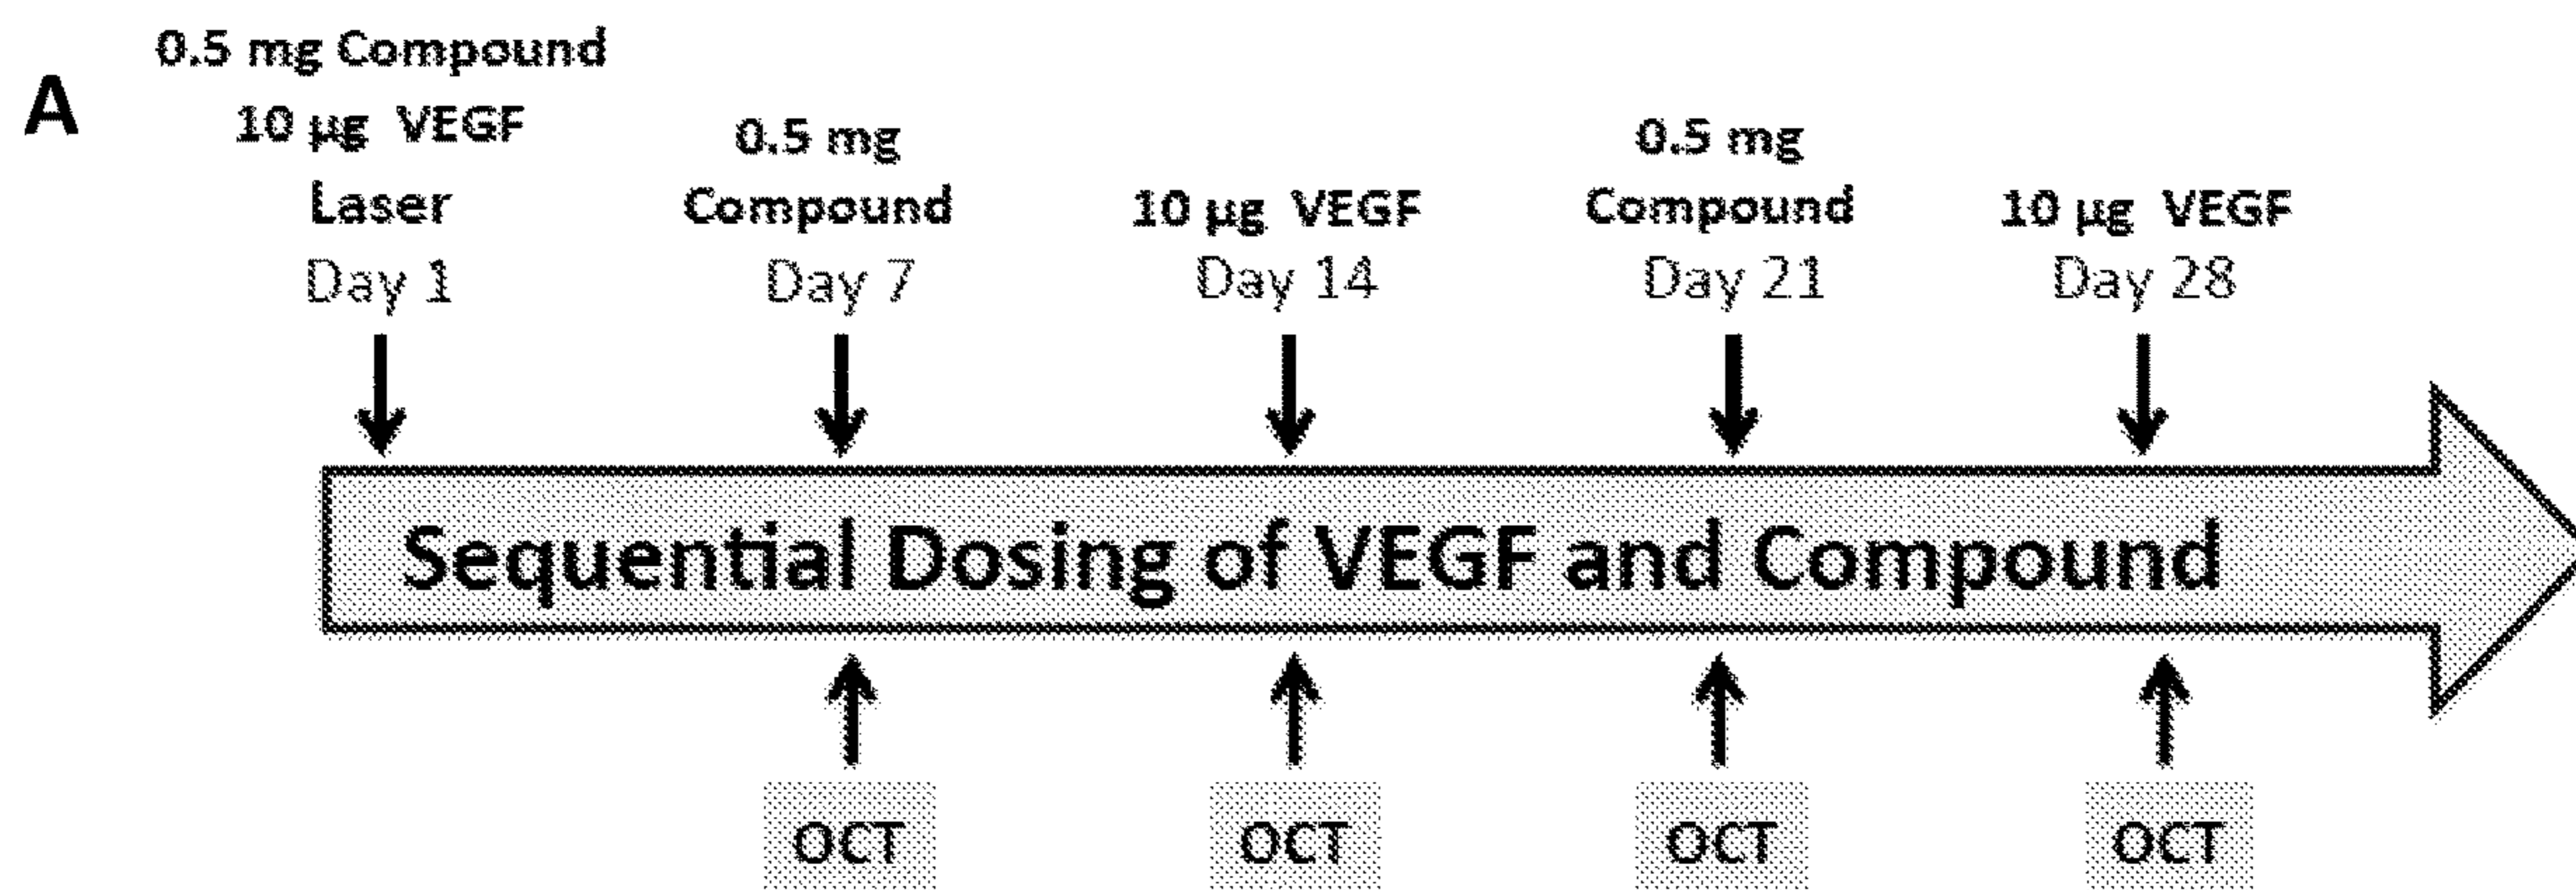 A
0.5 mg Compound
10 µg VEGF
Laser
Day 1
0.5 mg
Compound
Day 7
10 µg VEGF
Day 14
0.5 mg
Compound
Day 21
10 µg VEGF
Day 28
Sequential Dosing of VEGF and Compound
OCT
OCT
OCT
OCT